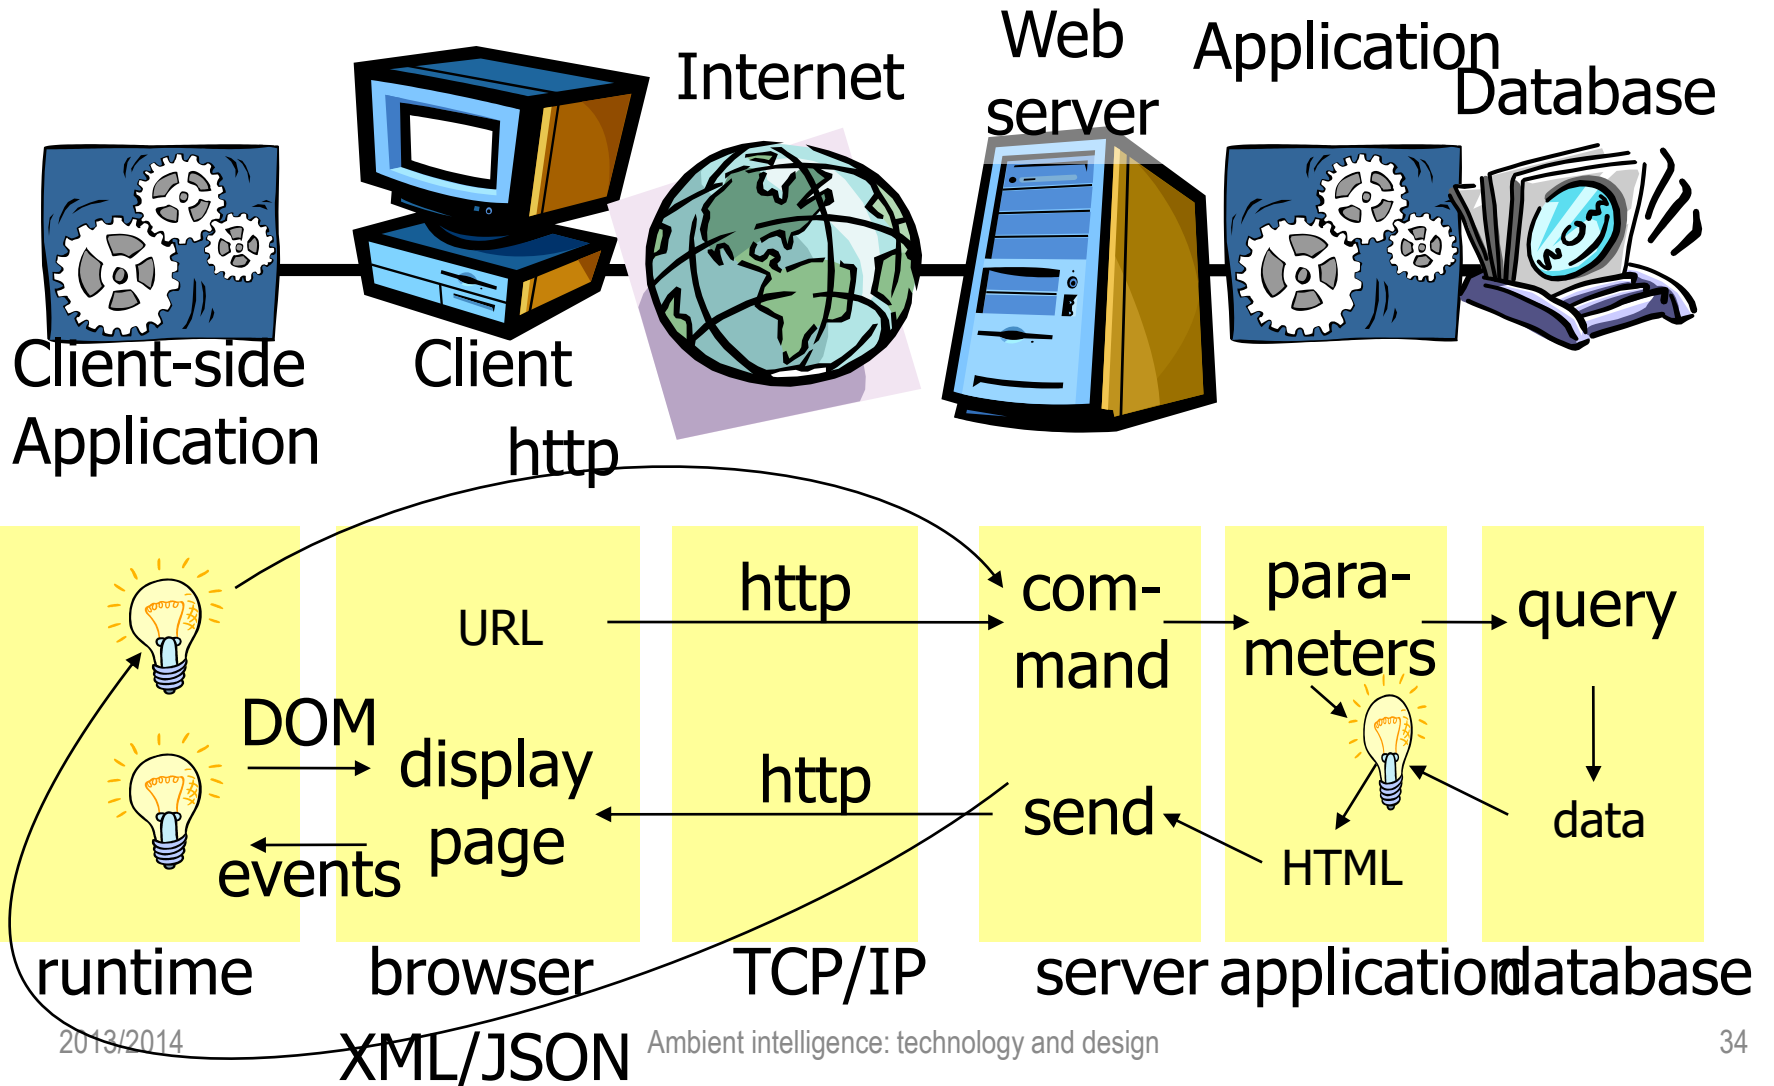 Web
server
Application
Internet
Database
Client-side
Application
Client
http
com-
mand
para-
meters
http
query
URL
DOM
display
page
http
send
data
events
HTML
runtime
browser
TCP/IP
server
application
database
2013/2014
XML/JSON
Ambient intelligence: technology and design
34